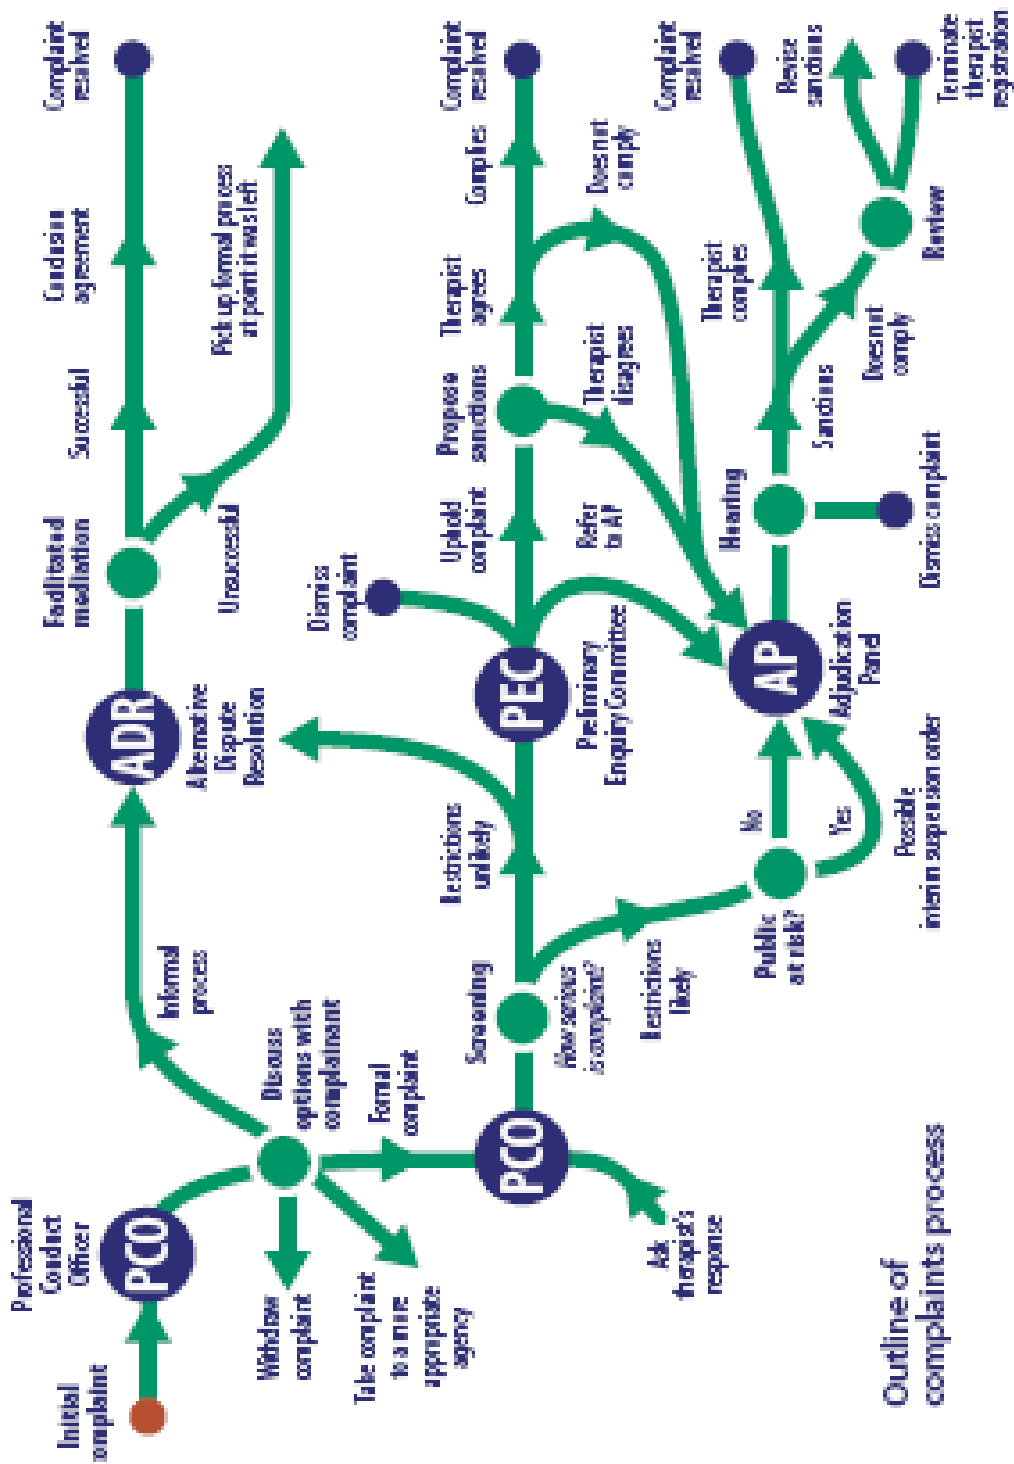 Initial
complaint
Professional
Conduct
Officer
PCO
Withdraw
complaint
Take complaint
to a more
appropriate
agency
Discuss
options with
complainant
Informal
process
Formal
complaint
PCO
Ask
therapist's
response
Screening
How serious
is complaint?
Restrictions
unlikely
Restrictions
likely
Public
at risk?
No
Yes
Possible
interim suspension order
ADR
Alternative
Dispute
Resolution
Facilitated
mediation
Successful
Unsuccessful
Conclusion
agreement
Pick up formal process
at point it was left
Complaint
resolved
PEC
Preliminary
Enquiry Committee
Dismiss
complaint
Uphold
complaint
Refer
to AP
Propose
sanctions
Therapist
agrees
Therapist
disagrees
Complies
Does not
comply
Complaint
resolved
AP
Adjudication
Panel
Hearing
Dismiss complaint
Sanctions
Therapist
complies
Does not
comply
Review
Complaint
resolved
Revise
sanctions
Terminate
therapist
registration
Outline of
complaints process